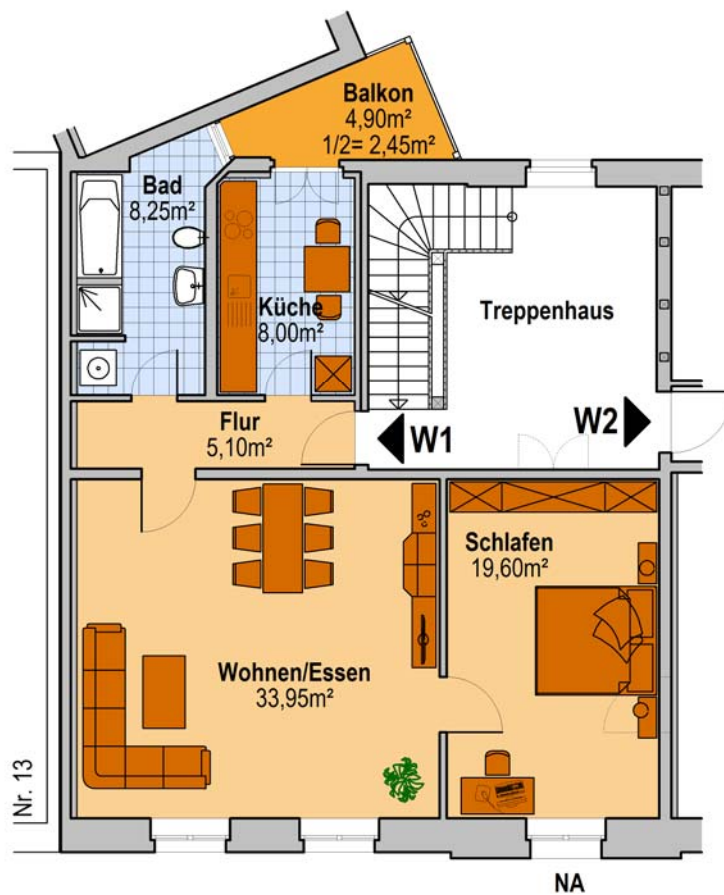 Balkon
4,90m²
1/2= 2,45m²
Bad
8,25m²
Küche
8,00m²
Treppenhaus
Flur
5,10m²
W1
W2
Schlafen
19,60m²
Wohnen/Essen
33,95m²
Nr. 13
NA